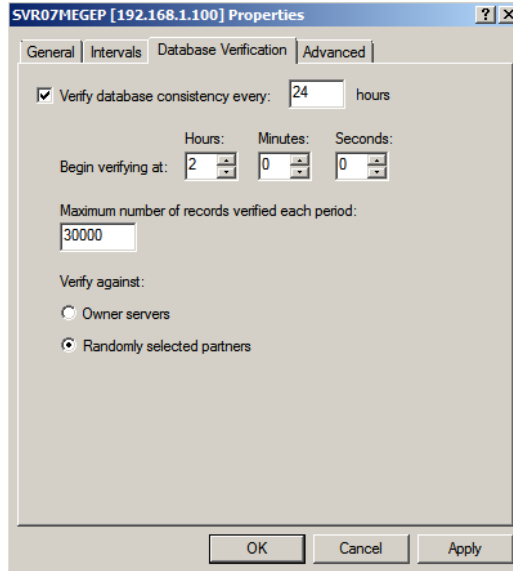 SVR07MEGEP [192.168.1.100] Properties
General Intervals Database Verification Advanced
Verify database consistency every: 24 hours
Hours: Minutes: Seconds:
Begin verifying at: 2 0 0
Maximum number of records verified each period:
30000
Verify against:
Owner servers
Randomly selected partners
OK Cancel Apply